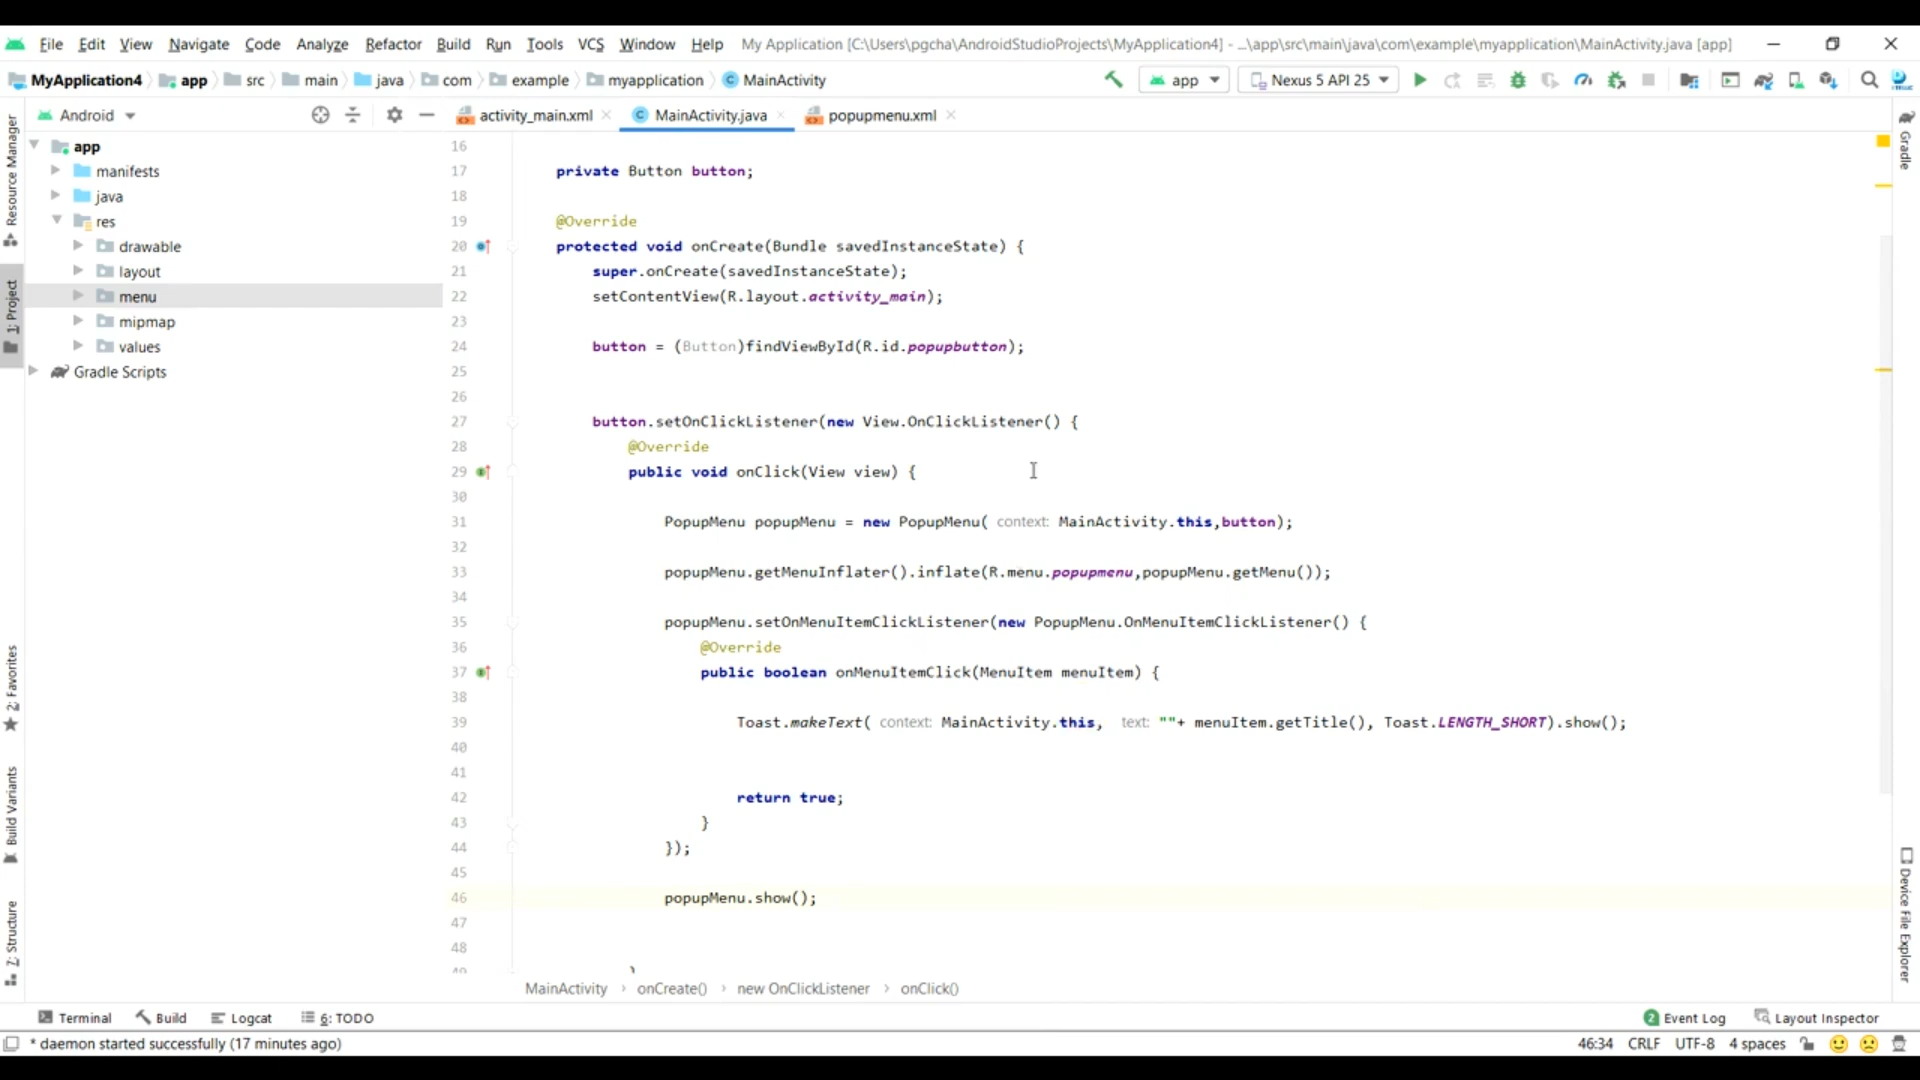 File Edit View Navigate Code Analyze Refactor Build Run Tools VCS Window Help My Application [C:\Users\pgcha\AndroidStudioProjects\MyApplication4] - ...\app\src\main\java\com\example\myapplication\MainActivity.java [app]
MyApplication4 app src main java com example myapplication MainActivity app Nexus 5 API 25
Android activity_main.xml MainActivity.java popupmenu.xml
Resource Manager
1: Project
2: Favorites
Build Variants
Z: Structure
app
manifests
java
res
drawable
layout
menu
mipmap
values
Gradle Scripts
16
17 private Button button;
18
19 @Override
20 protected void onCreate(Bundle savedInstanceState) {
21 super.onCreate(savedInstanceState);
22 setContentView(R.layout.activity_main);
23
24 button = (Button)findViewById(R.id.popupbutton);
25
26
27 button.setOnClickListener(new View.OnClickListener() {
28 @Override
29 public void onClick(View view) {
30
31 PopupMenu popupMenu = new PopupMenu( context: MainActivity.this,button);
32
33 popupMenu.getMenuInflater().inflate(R.menu.popupmenu,popupMenu.getMenu());
34
35 popupMenu.setOnMenuItemClickListener(new PopupMenu.OnMenuItemClickListener() {
36 @Override
37 public boolean onMenuItemClick(MenuItem menuItem) {
38
39 Toast.makeText( context: MainActivity.this, text: ""+ menuItem.getTitle(), Toast.LENGTH_SHORT).show();
40
41
42 return true;
43 }
44 });
45
46 popupMenu.show();
47
48
49 }
Gradle
Device File Explorer
MainActivity › onCreate() › new OnClickListener › onClick()
Terminal Build Logcat 6: TODO 2 Event Log Layout Inspector
* daemon started successfully (17 minutes ago) 46:34 CRLF UTF-8 4 spaces